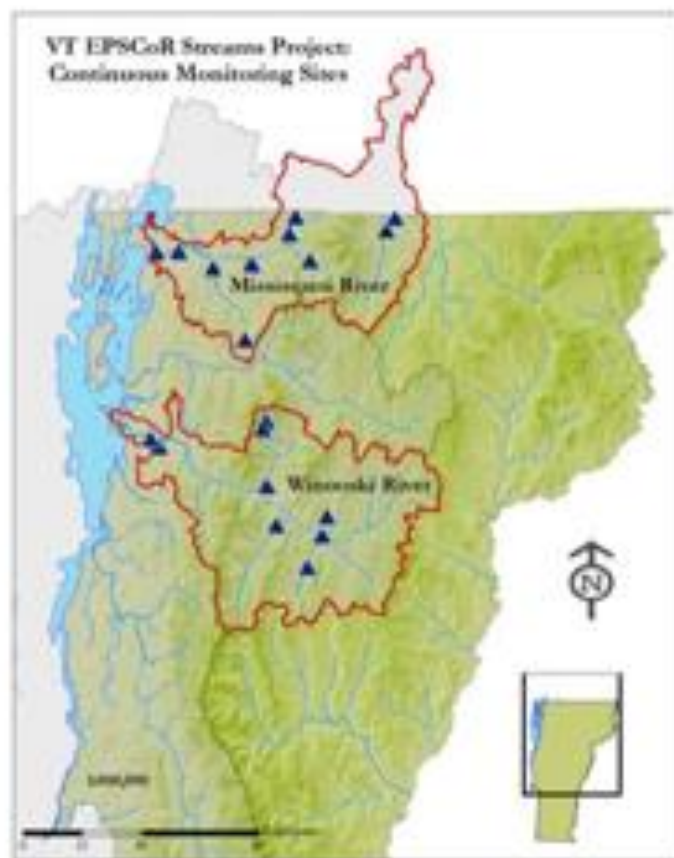 VT EPSCoR Streams Project:
Continuous Monitoring Sites
Missisquoi River
Winooski River
N